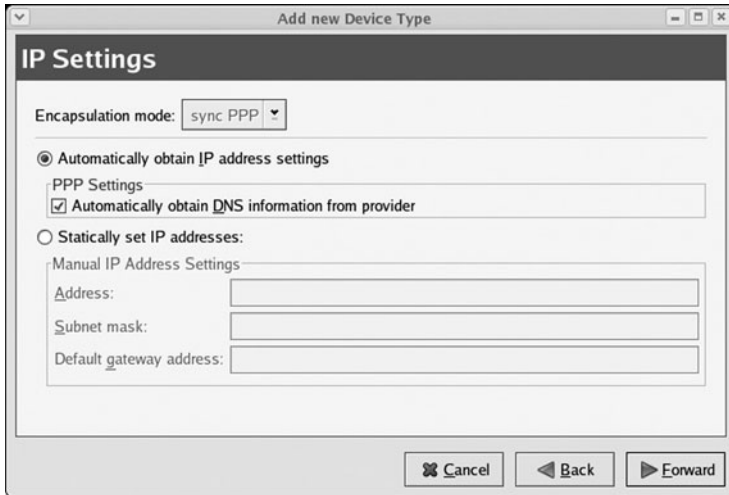 Add new Device Type
IP Settings
Encapsulation mode: sync PPP
Automatically obtain IP address settings
PPP Settings
Automatically obtain DNS information from provider
Statically set IP addresses:
Manual IP Address Settings
Address:
Subnet mask:
Default gateway address:
Cancel Back Forward